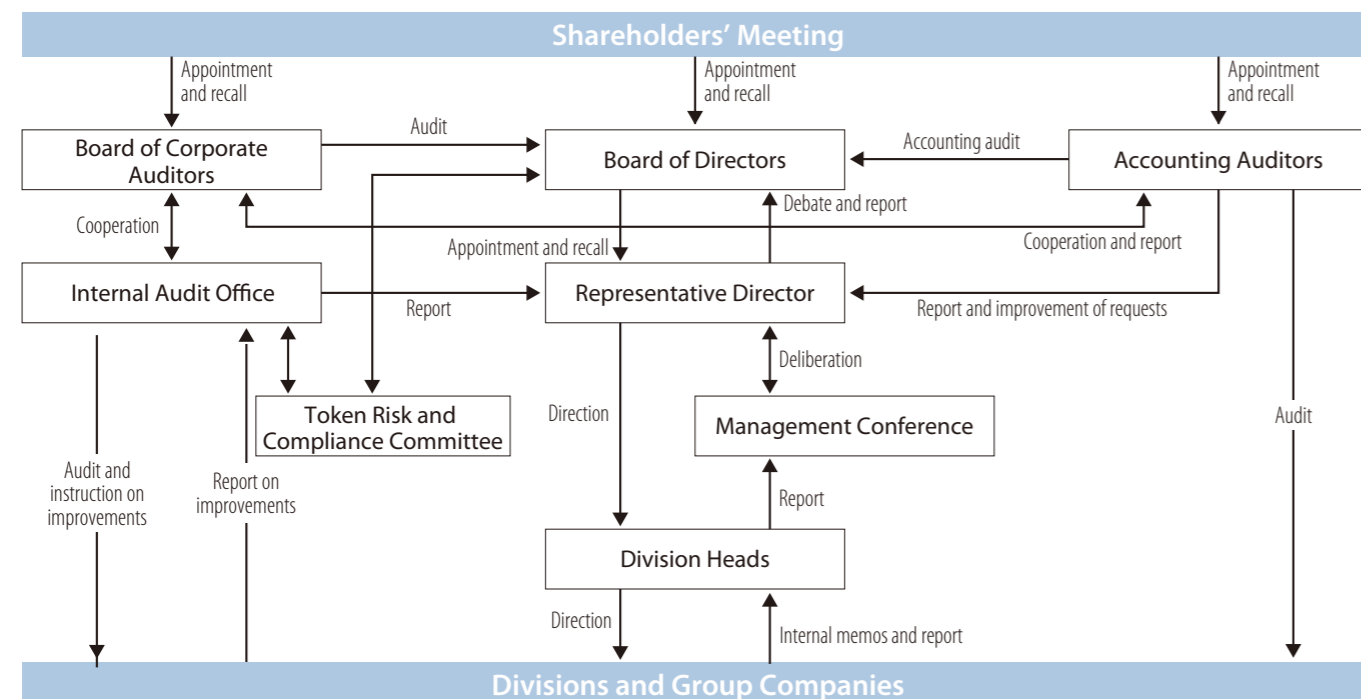 Shareholders' Meeting
Appointment
and recall
Appointment
and recall
Appointment
and recall
Board of Corporate
Auditors
Audit
Board of Directors
Accounting audit
Accounting Auditors
Cooperation
Debate and report
Appointment and recall
Cooperation and report
Internal Audit Office
Report
Representative Director
Report and improvement of requests
Deliberation
Token Risk and
Compliance Committee
Direction
Management Conference
Audit
Audit and
instruction on
improvements
Report on
improvements
Report
Division Heads
Direction
Internal memos and report
Divisions and Group Companies